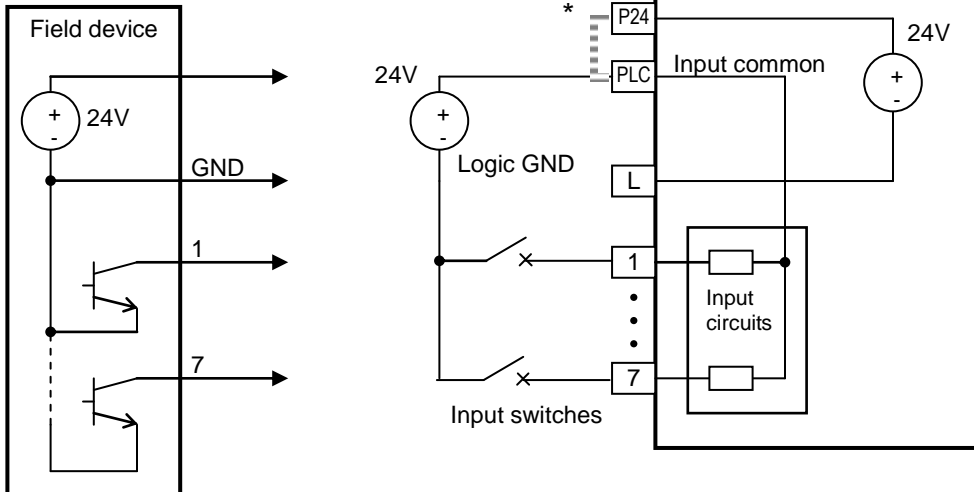 Field device
+
-
24V
GND
1
7
*
P24
24V
24V
PLC
Input common
+
-
+
-
Logic GND
L
1
Input
circuits
7
Input switches